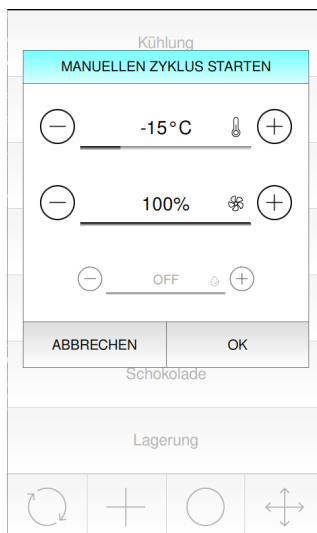 Kühlung
MANUELLEN ZYKLUS STARTEN
-15°C
100%
OFF
ABBRECHEN OK
Schokolade
Lagerung